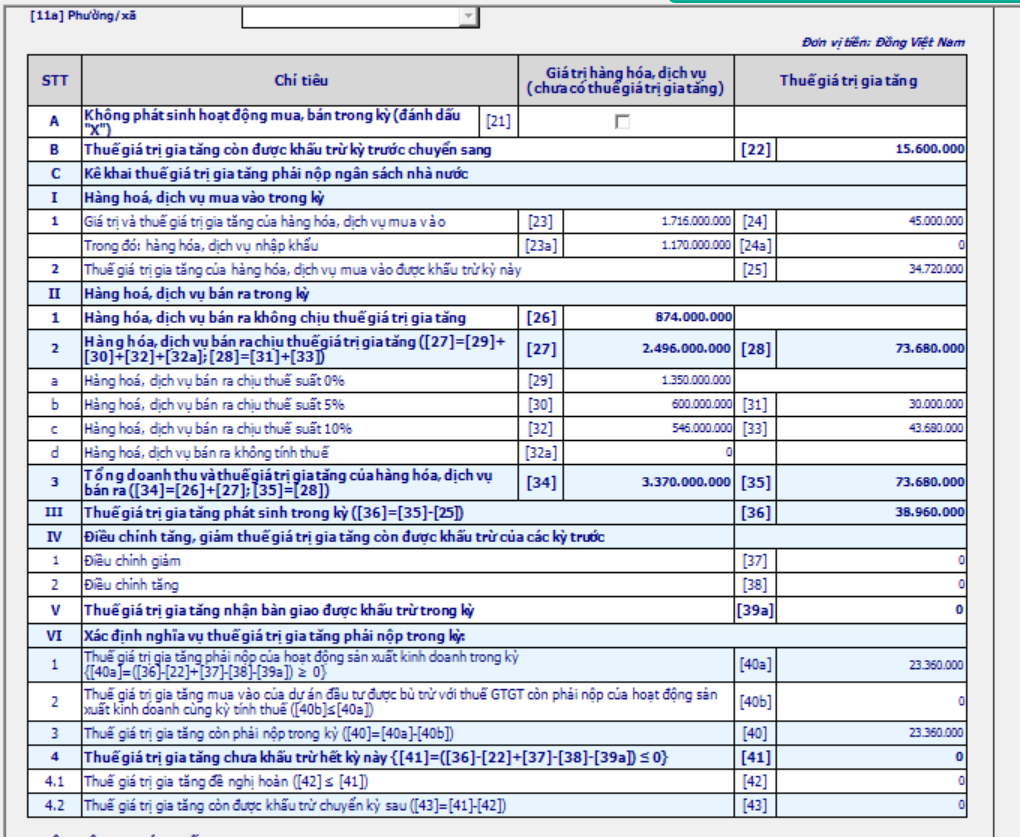 [11a] Phường/xã
Đơn vị tiền: Đồng Việt Nam
STT Chỉ tiêu Giá trị hàng hóa, dịch vụ (chưa có thuế giá trị gia tăng) Thuế giá trị gia tăng
A Không phát sinh hoạt động mua, bán trong kỳ (đánh dấu "X") [21]
B Thuế giá trị gia tăng còn được khấu trừ kỳ trước chuyển sang [22] 15.600.000
C Kê khai thuế giá trị gia tăng phải nộp ngân sách nhà nước
I Hàng hoá, dịch vụ mua vào trong kỳ
1 Giá trị và thuế giá trị gia tăng của hàng hóa, dịch vụ mua vào [23] 1.716.000.000 [24] 45.000.000
Trong đó: hàng hóa, dịch vụ nhập khẩu [23a] 1.170.000.000 [24a] 0
2 Thuế giá trị gia tăng của hàng hóa, dịch vụ mua vào được khấu trừ kỳ này [25] 34.720.000
II Hàng hoá, dịch vụ bán ra trong kỳ
1 Hàng hóa, dịch vụ bán ra không chịu thuế giá trị gia tăng [26] 874.000.000
2 Hàng hóa, dịch vụ bán ra chịu thuế giá trị gia tăng ([27]=[29]+
[30]+[32]+[32a]; [28]=[31]+[33]) [27] 2.496.000.000 [28] 73.680.000
a Hàng hoá, dịch vụ bán ra chịu thuế suất 0% [29] 1.350.000.000
b Hàng hoá, dịch vụ bán ra chịu thuế suất 5% [30] 600.000.000 [31] 30.000.000
c Hàng hoá, dịch vụ bán ra chịu thuế suất 10% [32] 546.000.000 [33] 43.680.000
d Hàng hoá, dịch vụ bán ra không tính thuế [32a] 0
3 Tổng doanh thu và thuế giá trị gia tăng của hàng hóa, dịch vụ
bán ra ([34]=[26]+[27]; [35]=[28]) [34] 3.370.000.000 [35] 73.680.000
III Thuế giá trị gia tăng phát sinh trong kỳ ([36]=[35]-[25]) [36] 38.960.000
IV Điều chỉnh tăng, giảm thuế giá trị gia tăng còn được khấu trừ của các kỳ trước
1 Điều chỉnh giảm [37] 0
2 Điều chỉnh tăng [38] 0
V Thuế giá trị gia tăng nhận bàn giao được khấu trừ trong kỳ [39a] 0
VI Xác định nghĩa vụ thuế giá trị gia tăng phải nộp trong kỳ:
1 Thuế giá trị gia tăng phải nộp của hoạt động sản xuất kinh doanh trong kỳ
{[40a]=([36]-[22]+[37]-[38]-[39a]) ≥ 0} [40a] 23.360.000
2 Thuế giá trị gia tăng mua vào của dự án đầu tư được bù trừ với thuế GTGT còn phải nộp của hoạt động sản
xuất kinh doanh cùng kỳ tính thuế ([40b]≤[40a]) [40b] 0
3 Thuế giá trị gia tăng còn phải nộp trong kỳ ([40]=[40a]-[40b]) [40] 23.360.000
4 Thuế giá trị gia tăng chưa khấu trừ hết kỳ này {[41]=([36]-[22]+[37]-[38]-[39a]) ≤ 0} [41] 0
4.1 Thuế giá trị gia tăng đề nghị hoàn ([42] ≤ [41]) [42] 0
4.2 Thuế giá trị gia tăng còn được khấu trừ chuyển kỳ sau ([43]=[41]-[42]) [43] 0